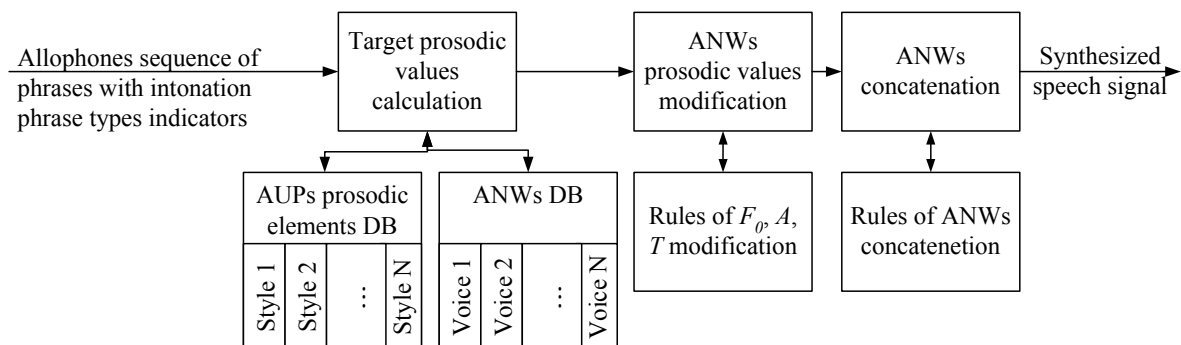 Allophones sequence of
phrases with intonation
phrase types indicators
Target prosodic
values
calculation
ANWs
prosodic values
modification
ANWs
concatenation
Synthesized
speech signal
AUPs prosodic
elements DB
Style 1
Style 2
...
Style N
ANWs DB
Voice 1
Voice 2
...
Voice N
Rules of F0, A,
T modification
Rules of ANWs
concatenetion